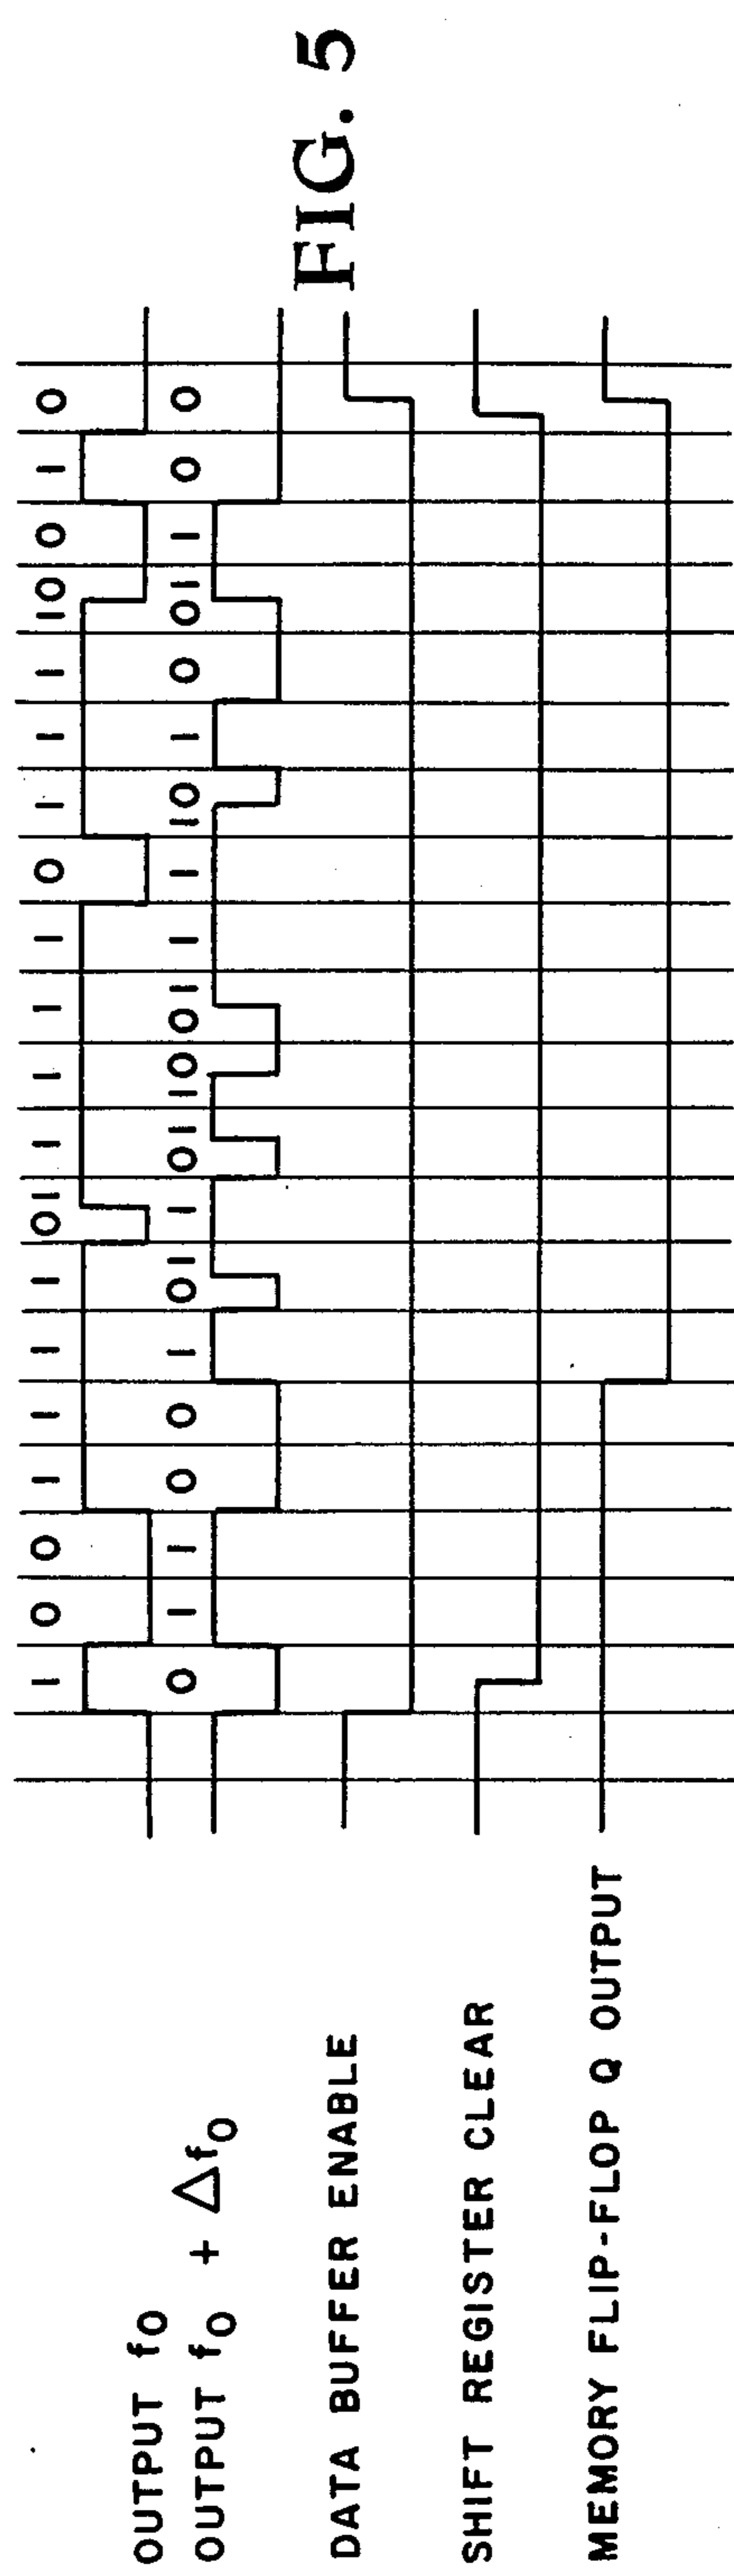 1 0 0 1 1 1 1 01 1 1 1 1 0 1 1 1 10 0 1 0
OUTPUT f0
0 1 1 0 0 1 01 1 01 10 01 1 1 10 1 0 01 1 0 0
OUTPUT f0 + Δf0
DATA BUFFER ENABLE
SHIFT REGISTER CLEAR
MEMORY FLIP-FLOP Q OUTPUT
FIG. 5